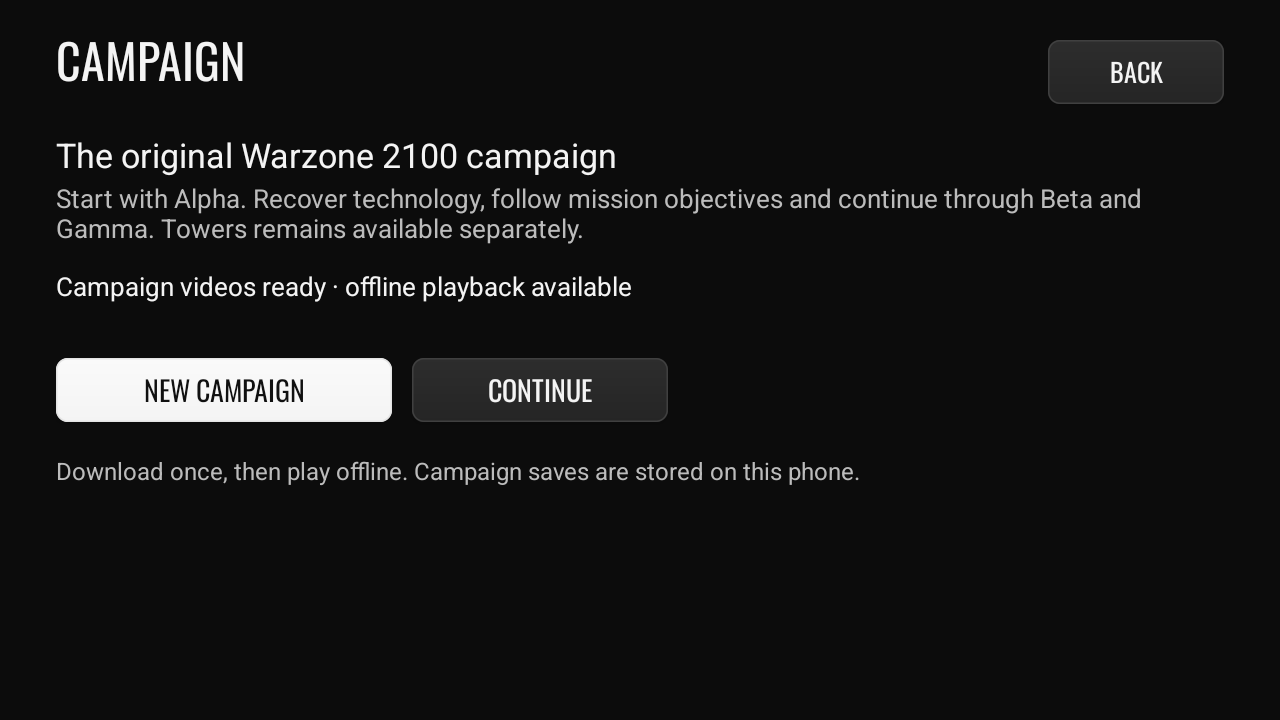 CAMPAIGN
BACK
The original Warzone 2100 campaign
Start with Alpha. Recover technology, follow mission objectives and continue through Beta and
Gamma. Towers remains available separately.
Campaign videos ready · offline playback available
NEW CAMPAIGN
CONTINUE
Download once, then play offline. Campaign saves are stored on this phone.